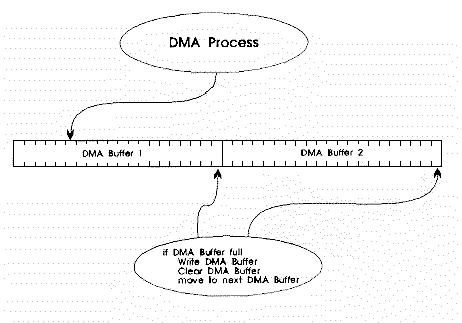 DMA Process
DMA Buffer 1
DMA Buffer 2
if DMA Buffer full
Write DMA Buffer
Clear DMA Buffer
move to next DMA Buffer